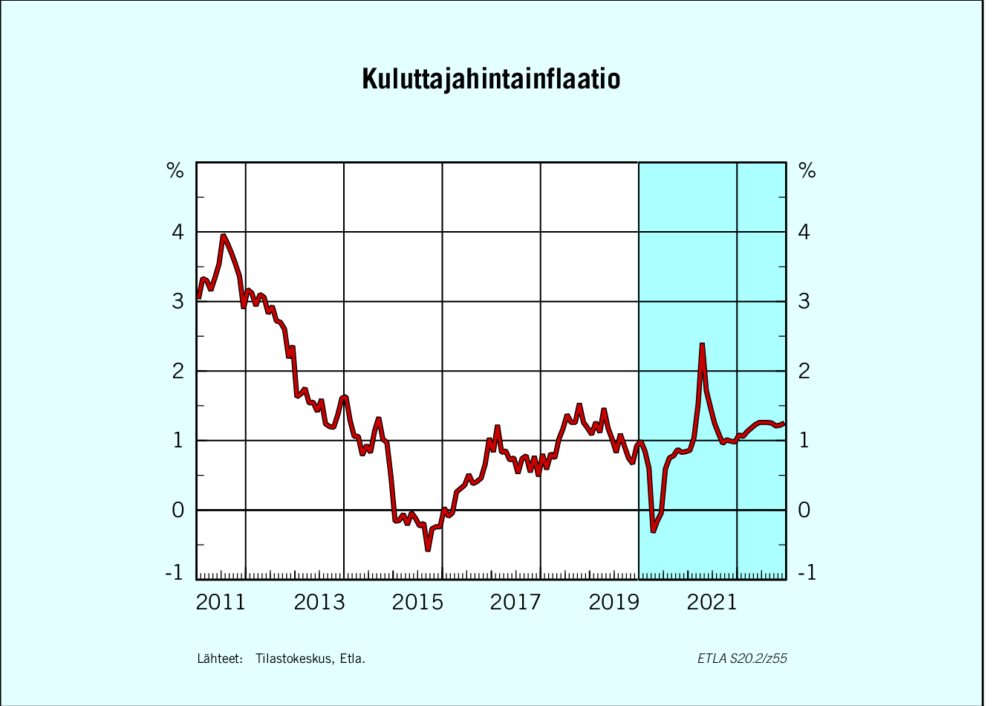 Kuluttajahintainflaatio
% %
4 4
3 3
2 2
1 1
0 0
-1 -1
2011 2013 2015 2017 2019 2021
Lähteet: Tilastokeskus, Etla. ETLA S20.2/z55